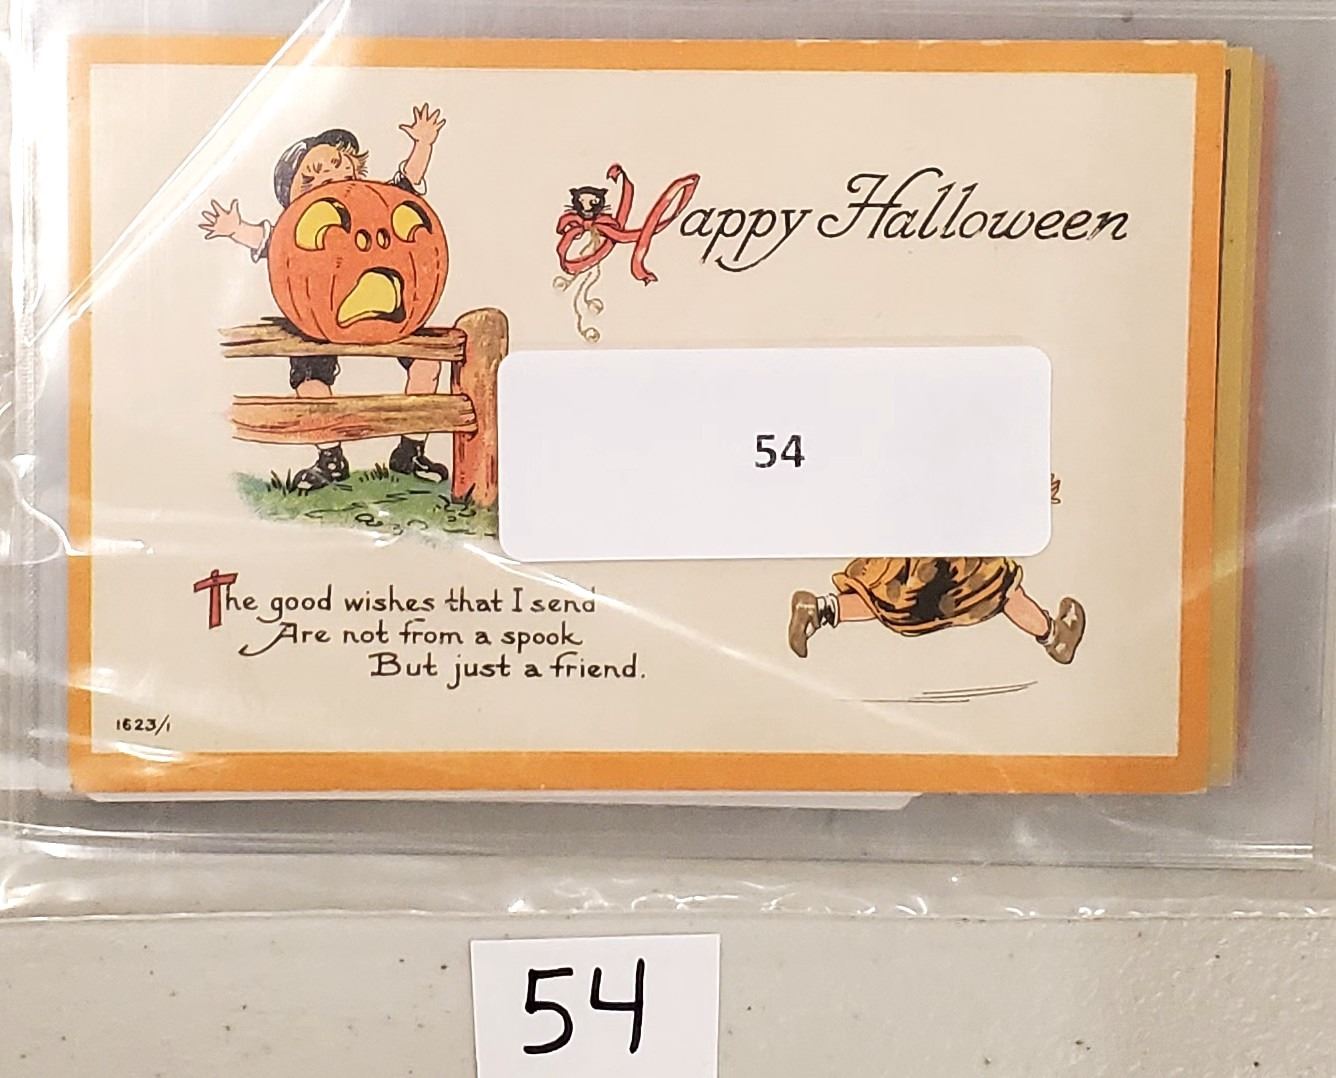 Happy Halloween
54
The good wishes that I send
Are not from a spook
But just a friend.
1623/1
54